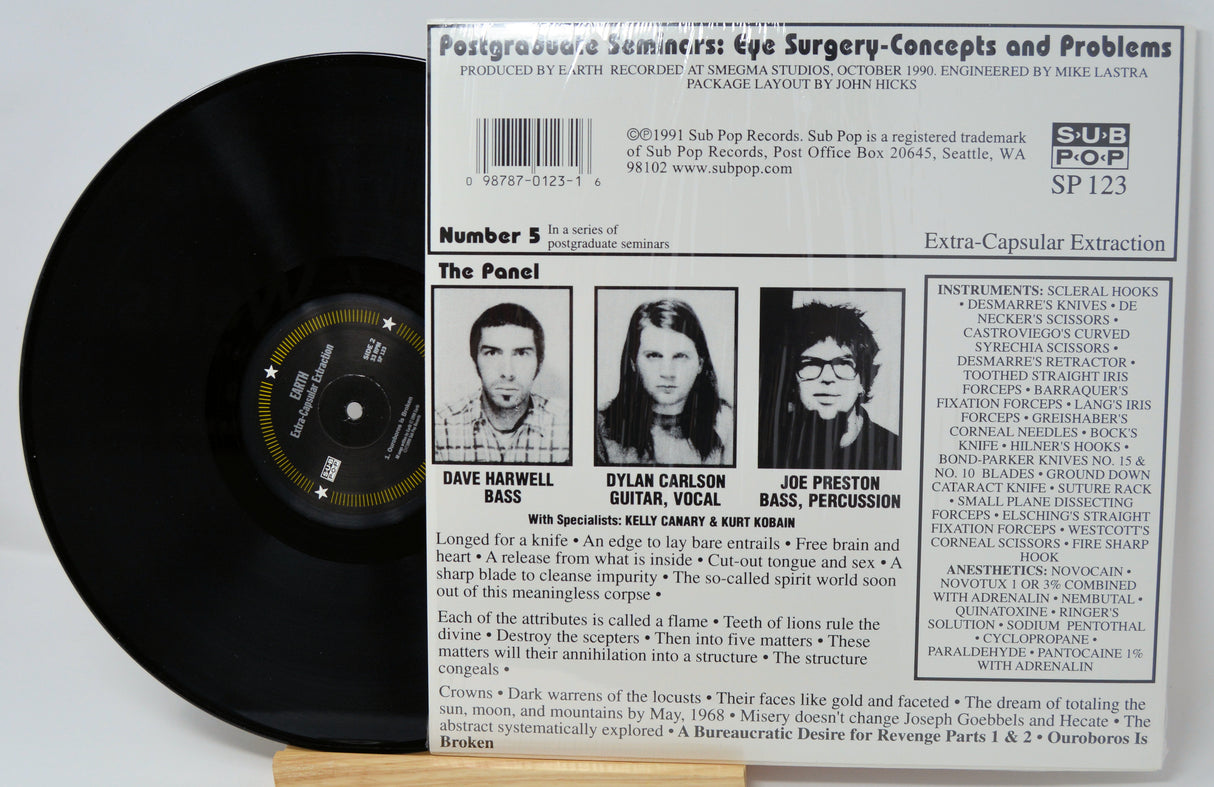 Postgraduate Seminars: Eye Surgery-Concepts and Problems
PRODUCED BY EARTH RECORDED AT SMEGMA STUDIOS, OCTOBER 1990. ENGINEERED BY MIKE LASTRA
PACKAGE LAYOUT BY JOHN HICKS
0 98787-0123-1 6
©℗1991 Sub Pop Records. Sub Pop is a registered trademark
of Sub Pop Records, Post Office Box 20645, Seattle, WA
98102 www.subpop.com
SUB
POP
SP 123
Number 5
In a series of
postgraduate seminars
Extra-Capsular Extraction
The Panel
DAVE HARWELL
BASS
DYLAN CARLSON
GUITAR, VOCAL
JOE PRESTON
BASS, PERCUSSION
With Specialists: KELLY CANARY & KURT KOBAIN
Longed for a knife • An edge to lay bare entrails • Free brain and
heart • A release from what is inside • Cut-out tongue and sex • A
sharp blade to cleanse impurity • The so-called spirit world soon
out of this meaningless corpse •
Each of the attributes is called a flame • Teeth of lions rule the
divine • Destroy the scepters • Then into five matters • These
matters will their annihilation into a structure • The structure
congeals •
Crowns • Dark warrens of the locusts • Their faces like gold and faceted • The dream of totaling the
sun, moon, and mountains by May, 1968 • Misery doesn't change Joseph Goebbels and Hecate • The
abstract systematically explored • A Bureaucratic Desire for Revenge Parts 1 & 2 • Ouroboros Is
Broken
INSTRUMENTS: SCLERAL HOOKS
• DESMARRE'S KNIVES • DE
NECKER'S SCISSORS •
CASTROVIEGO'S CURVED
SYRECHIA SCISSORS •
DESMARRE'S RETRACTOR •
TOOTHED STRAIGHT IRIS
FORCEPS • BARRAQUER'S
FIXATION FORCEPS • LANG'S IRIS
FORCEPS • GREISHABER'S
CORNEAL NEEDLES • BOCK'S
KNIFE • HILNER'S HOOKS •
BOND-PARKER KNIVES NO. 15 &
NO. 10 BLADES • GROUND DOWN
CATARACT KNIFE • SUTURE RACK
• SMALL PLANE DISSECTING
FORCEPS • ELSCHING'S STRAIGHT
FIXATION FORCEPS • WESTCOTT'S
CORNEAL SCISSORS • FIRE SHARP
HOOK
ANESTHETICS: NOVOCAIN •
NOVOTUX 1 OR 3% COMBINED
WITH ADRENALIN • NEMBUTAL •
QUINATOXINE • RINGER'S
SOLUTION • SODIUM PENTOTHAL
• CYCLOPROPANE •
PARALDEHYDE • PANTOCAINE 1%
WITH ADRENALIN
EARTH
Extra-Capsular Extraction
SIDE 2
33 RPM
SP 123
1. Ouroboros is Broken
SUB
POP